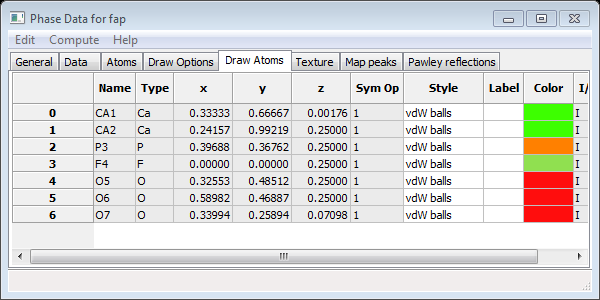 Phase Data for fap
Edit Compute Help
General Data Atoms Draw Options Draw Atoms Texture Map peaks Pawley reflections
Name Type x y z Sym Op Style Label Color I/
0 CA1 Ca 0.33333 0.66667 0.00176 1 vdW balls I
1 CA2 Ca 0.24157 0.99219 0.25000 1 vdW balls I
2 P3 P 0.39688 0.36762 0.25000 1 vdW balls I
3 F4 F 0.00000 0.00000 0.25000 1 vdW balls I
4 O5 O 0.32553 0.48512 0.25000 1 vdW balls I
5 O6 O 0.58982 0.46887 0.25000 1 vdW balls I
6 O7 O 0.33994 0.25894 0.07098 1 vdW balls I